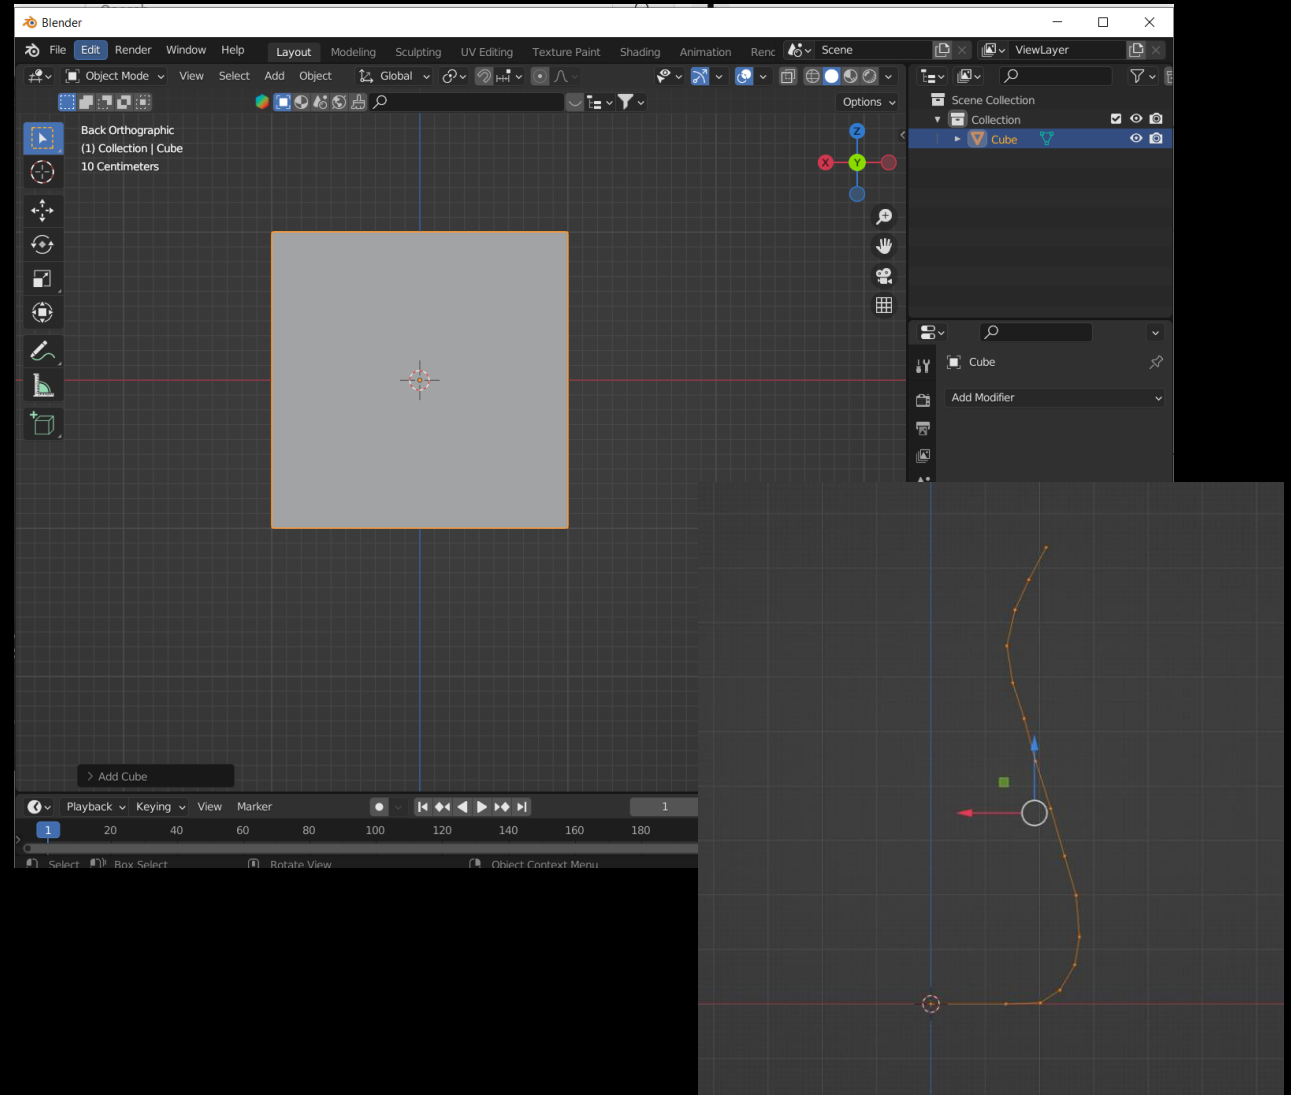 Blender
File Edit Render Window Help Layout Modeling Sculpting UV Editing Texture Paint Shading Animation Renc Scene ViewLayer
Object Mode View Select Add Object Global
Options
Back Orthographic
(1) Collection | Cube
10 Centimeters
Z
X Y
Scene Collection
Collection
Cube
Cube
Add Modifier
> Add Cube
Playback Keying View Marker 1
1 20 40 60 80 100 120 140 160 180
Select Box Select Rotate View Object Context Menu